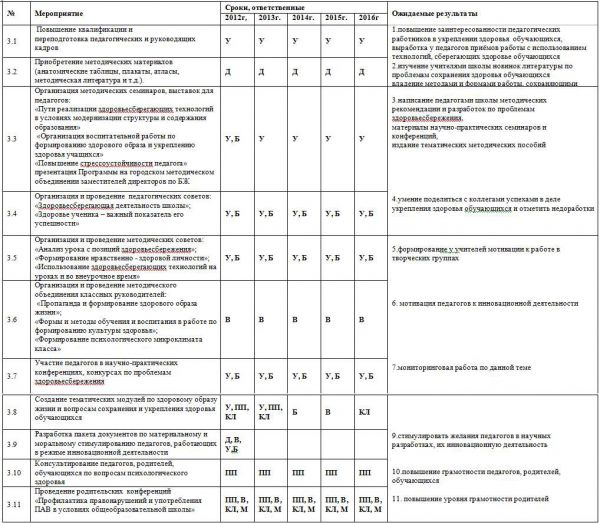 № Мероприятие Сроки, ответственные Ожидаемые результаты
2012г, 2013г. 2014г. 2015г. 2016г
3.1 Повышение квалификации и переподготовка педагогических и руководящих кадров У У У У У
1.повышение заинтересованности педагогических
работников в укреплении здоровья обучающихся,
выработка у педагогов приёмов работы с использованием
технологий, сберегающих здоровье обучающихся
3.2 Приобретение методических материалов
(анатомические таблицы, плакаты, атласы,
методическая литература и т.д.).
Д Д Д Д Д
2.изучение учителями школы новинок литературы по
проблемам сохранения здоровья обучающихся
владение методами и формами работы, сохраняющими
3.3 Организация методических семинаров, выставок для
педагогов:
«Пути реализации здоровьесберегающих технологий
в условиях модернизации структуры и содержания
образования»
«Организация воспитательной работы по
формированию здорового образа и укреплению
здоровья учащихся»
«Повышение стрессоустойчивости педагога»
презентация Программы на городском методическом
объединении заместителей директоров по БЖ
У, Б У У У У
3.написание педагогами школы методических
рекомендации и разработок по проблемам
здоровьесбережения,
материалы научно-практических семинаров и
конференций,
издание тематических методических пособий
3.4 Организация и проведение педагогических советов:
«Здоровьесберегающая деятельность школы»;
«Здоровье ученика – важный показатель его
успешности»
У, Б У, Б У, Б У, Б У, Б
4.умение поделиться с коллегами успехами в деле
укрепления здоровья обучающихся и отметить недоработки
3.5 Организация и проведение методических советов:
«Анализ урока с позиций здоровьесбережения»;
«Формирование нравственно - здоровой личности»;
«Использование здоровьесберегающих технологий на
уроках и во внеурочное время»
У, Б У, Б У, Б У, Б У, Б
5.формирование у учителей мотивации к работе в
творческих группах
3.6 Организация и проведение методического
объединения классных руководителей:
«Пропаганда и формирование здорового образа
жизни»;
«Формы и методы обучения и воспитания в работе по
формированию культуры здоровья»;
«Формирование психологического микроклимата
класса»
В В В В В
6. мотивация педагогов к инновационной деятельности
3.7 Участие педагогов в научно-практических
конференциях, конкурсах по проблемам
здоровьесбережения
У, Б У, Б У, Б У, Б У, Б
7.мониторинговая работа по данной теме
3.8 Создание тематических модулей по здоровому образу
жизни и вопросам сохранения и укрепления здоровья
обучающихся
У, ПП, КЛ У, ПП, КЛ Б В КЛ
3.9 Разработка пакета документов по материальному и
моральному стимулированию педагогов, работающих
в режиме инновационной деятельности
Д, В, У,Б
9.стимулировать желания педагогов в научных
разработках, их инновационную деятельность
3.10 Консультирование педагогов, родителей,
обучающихся по вопросам психологического
здоровья
ПП ПП ПП ПП ПП
10.повышение грамотности педагогов, родителей,
обучающихся
3.11 Проведение родительских конференций
«Профилактика правонарушений и употребления
ПАВ в условиях общеобразовательной школы»
ПП, В, КЛ, М ПП, В, КЛ, М ПП, В, КЛ, М ПП, В, КЛ, М ПП, В, КЛ, М
11. повышение уровня грамотности родителей